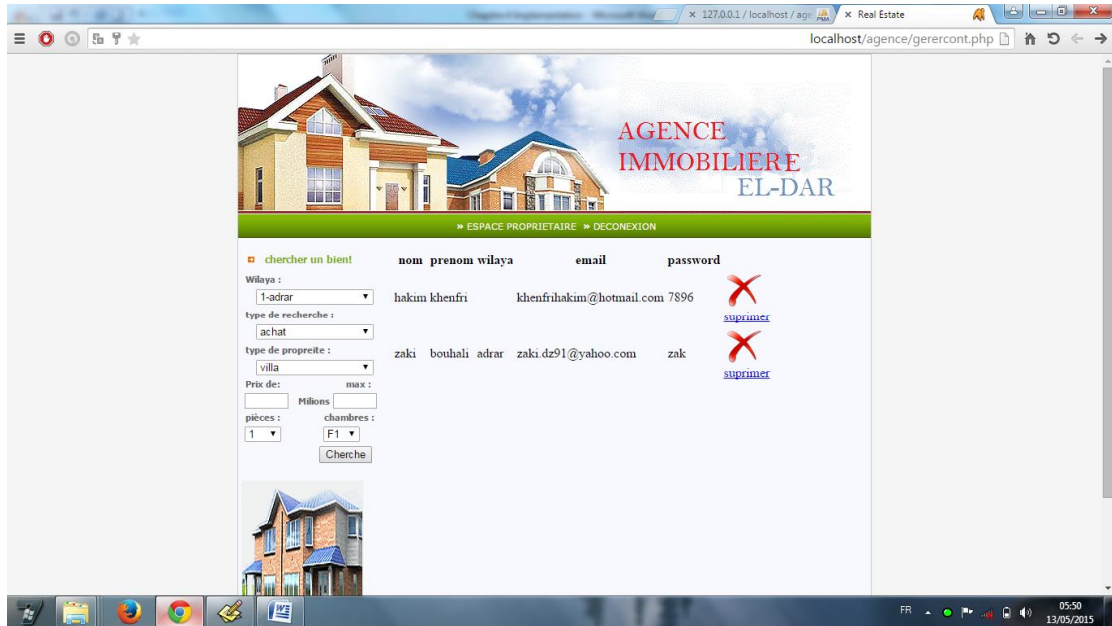 127.0.0.1 / localhost / age
PMA
Real Estate
localhost/agence/gerercont.php
AGENCE
IMMOBILIERE
EL-DAR
» ESPACE PROPRIETAIRE » DECONEXION
chercher un bien!
Wilaya :
1-adrar
type de recherche :
achat
type de propreite :
villa
Prix de: max :
Milions
pièces : chambres :
1 F1
Cherche
nom prenom wilaya email password
hakim khenfri khenfrihakim@hotmail.com 7896
suprimer
zaki bouhali adrar zaki.dz91@yahoo.com zak
suprimer
FR 05:50
13/05/2015